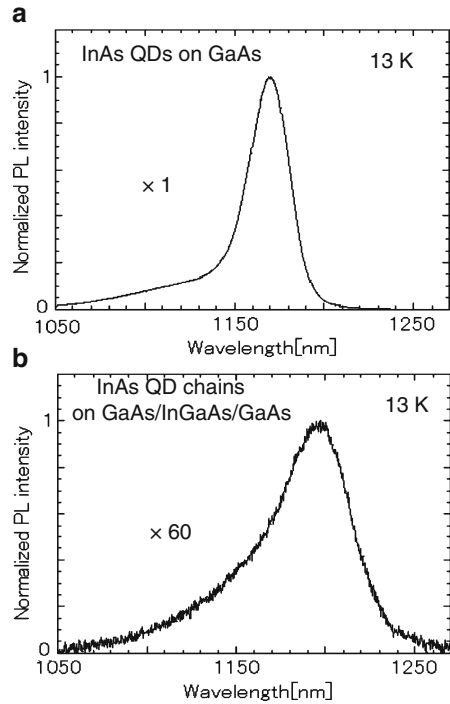 a
InAs QDs on GaAs
13 K
1
× 1
Normalized PL intensity
0
1050
1150
1250
Wavelength[nm]
b
InAs QD chains
on GaAs/InGaAs/GaAs
13 K
1
× 60
Normalized PL intensity
0
1050
1150
1250
Wavelength[nm]